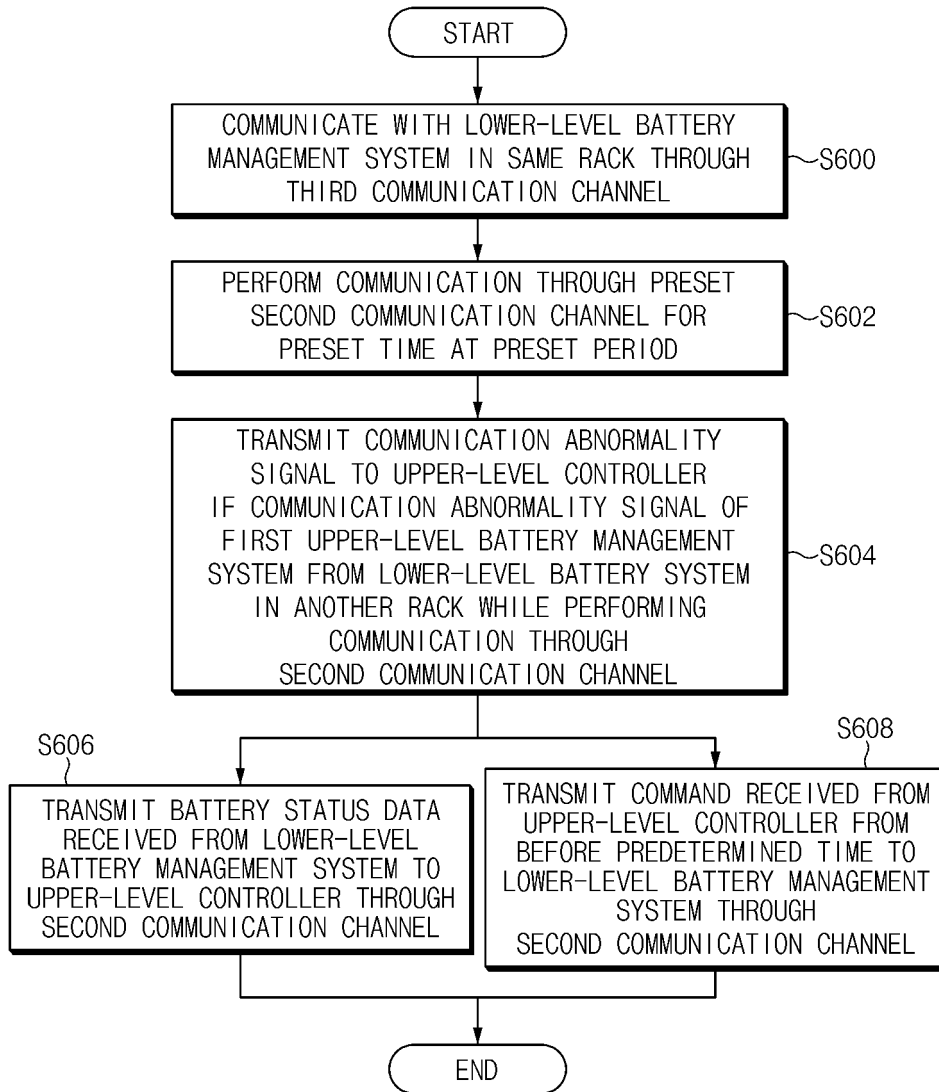 START
COMMUNICATE WITH LOWER-LEVEL BATTERY
MANAGEMENT SYSTEM IN SAME RACK THROUGH
THIRD COMMUNICATION CHANNEL
S600
PERFORM COMMUNICATION THROUGH PRESET
SECOND COMMUNICATION CHANNEL FOR
PRESET TIME AT PRESET PERIOD
S602
TRANSMIT COMMUNICATION ABNORMALITY
SIGNAL TO UPPER-LEVEL CONTROLLER
IF COMMUNICATION ABNORMALITY SIGNAL OF
FIRST UPPER-LEVEL BATTERY MANAGEMENT
SYSTEM FROM LOWER-LEVEL BATTERY SYSTEM
IN ANOTHER RACK WHILE PERFORMING
COMMUNICATION THROUGH
SECOND COMMUNICATION CHANNEL
S604
S606
TRANSMIT BATTERY STATUS DATA
RECEIVED FROM LOWER-LEVEL
BATTERY MANAGEMENT SYSTEM TO
UPPER-LEVEL CONTROLLER THROUGH
SECOND COMMUNICATION CHANNEL
S608
TRANSMIT COMMAND RECEIVED FROM
UPPER-LEVEL CONTROLLER FROM
BEFORE PREDETERMINED TIME TO
LOWER-LEVEL BATTERY MANAGEMENT
SYSTEM THROUGH
SECOND COMMUNICATION CHANNEL
END